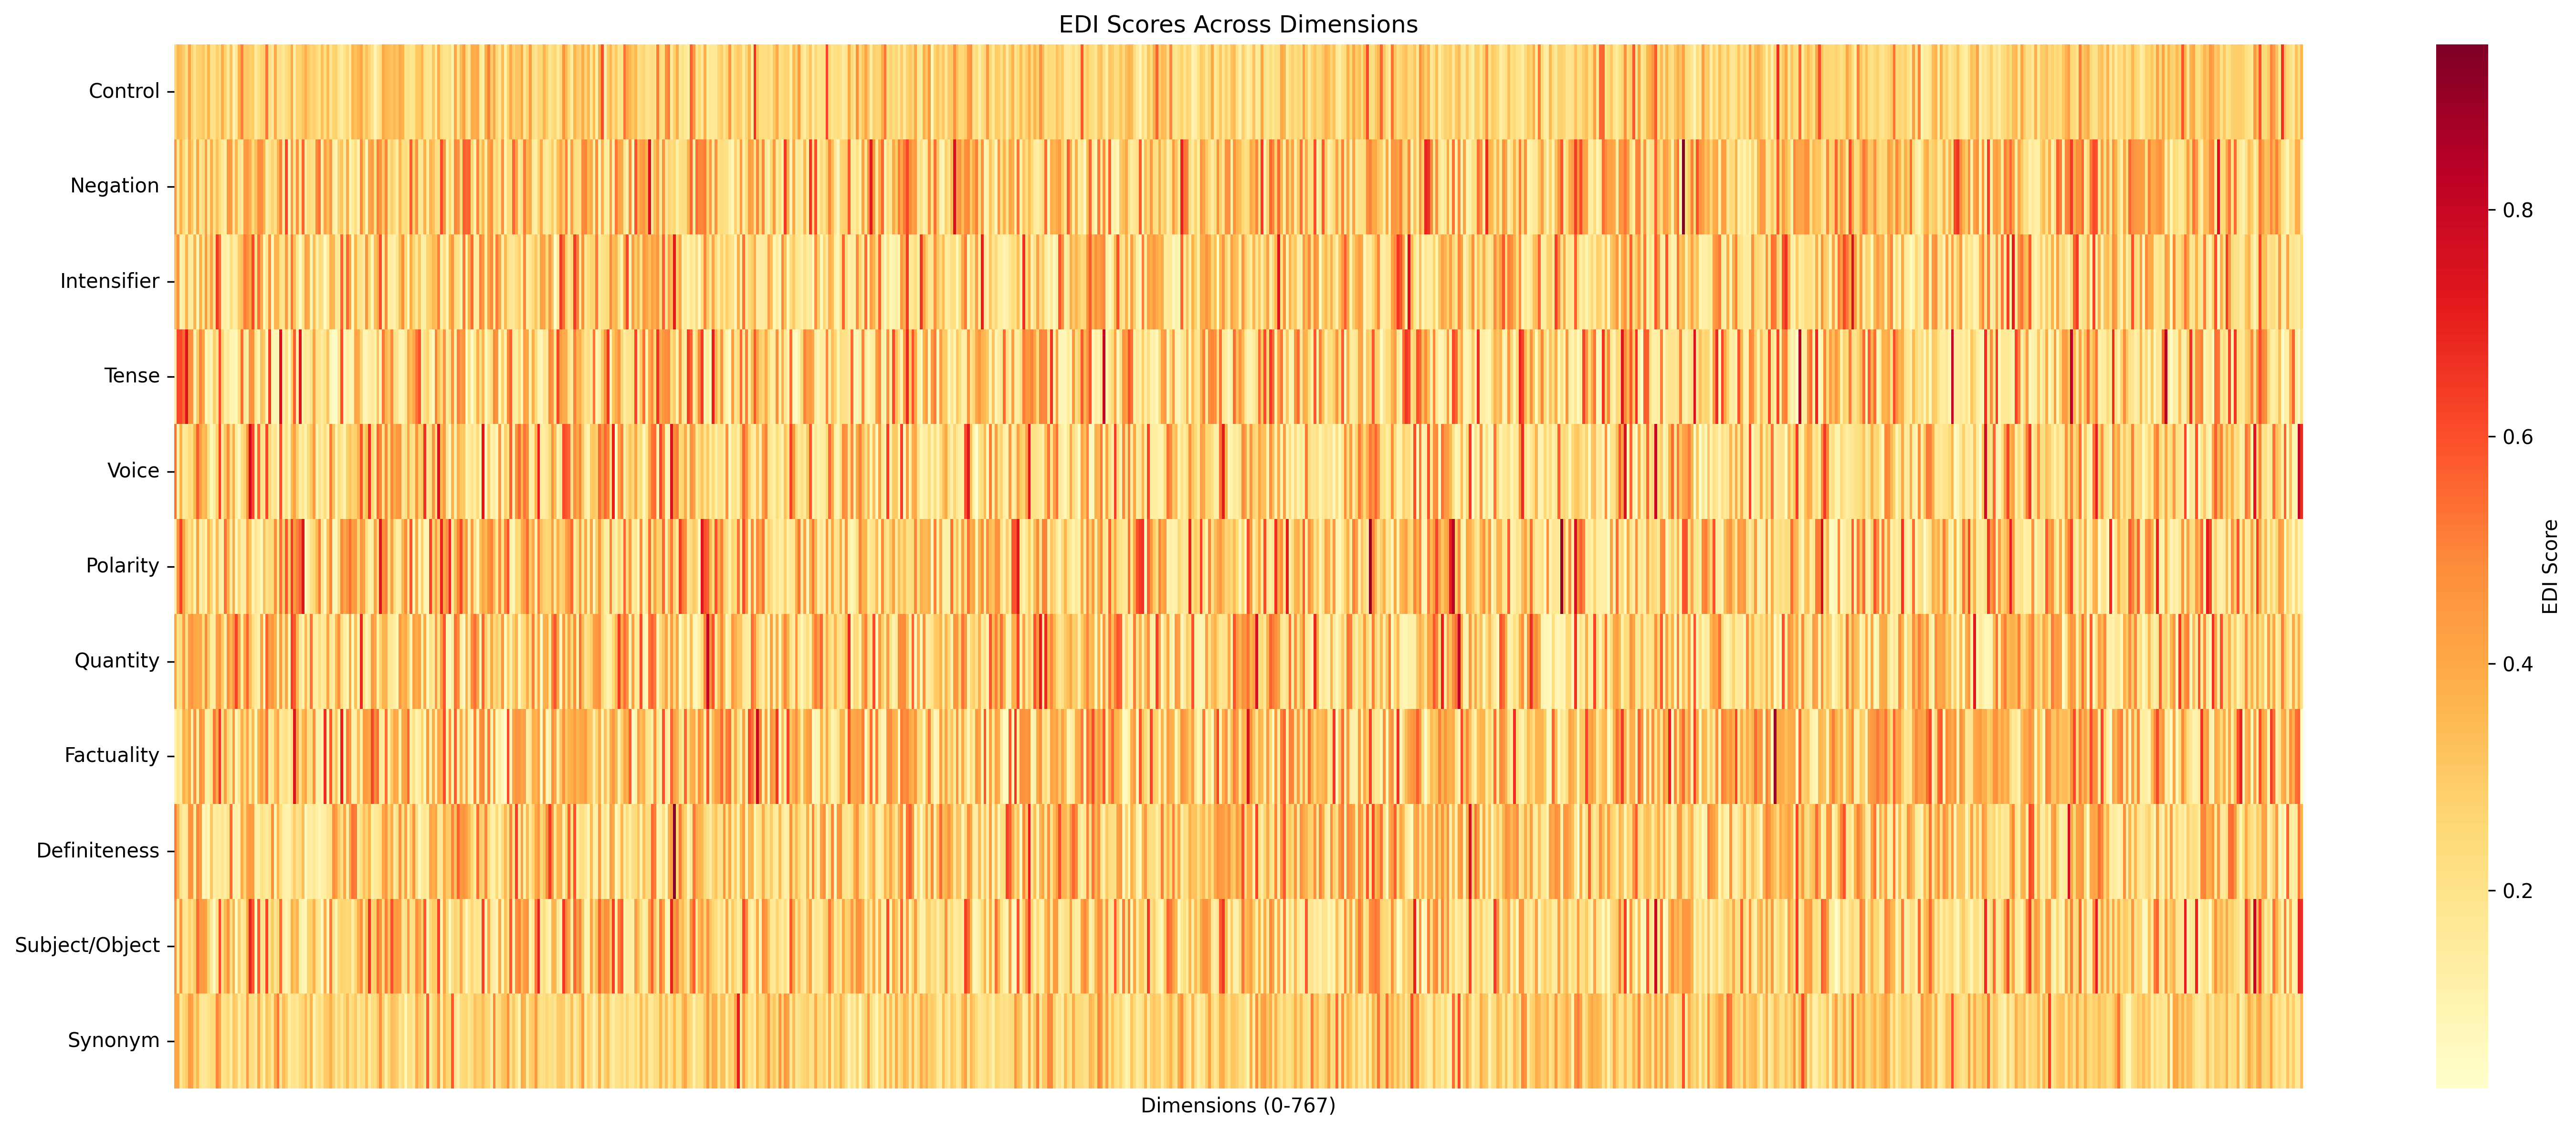 EDI Scores Across Dimensions
Control
Negation
Intensifier
Tense
Voice
Polarity
Quantity
Factuality
Definiteness
Subject/Object
Synonym
Dimensions (0-767)
0.8
0.6
0.4
0.2
EDI Score